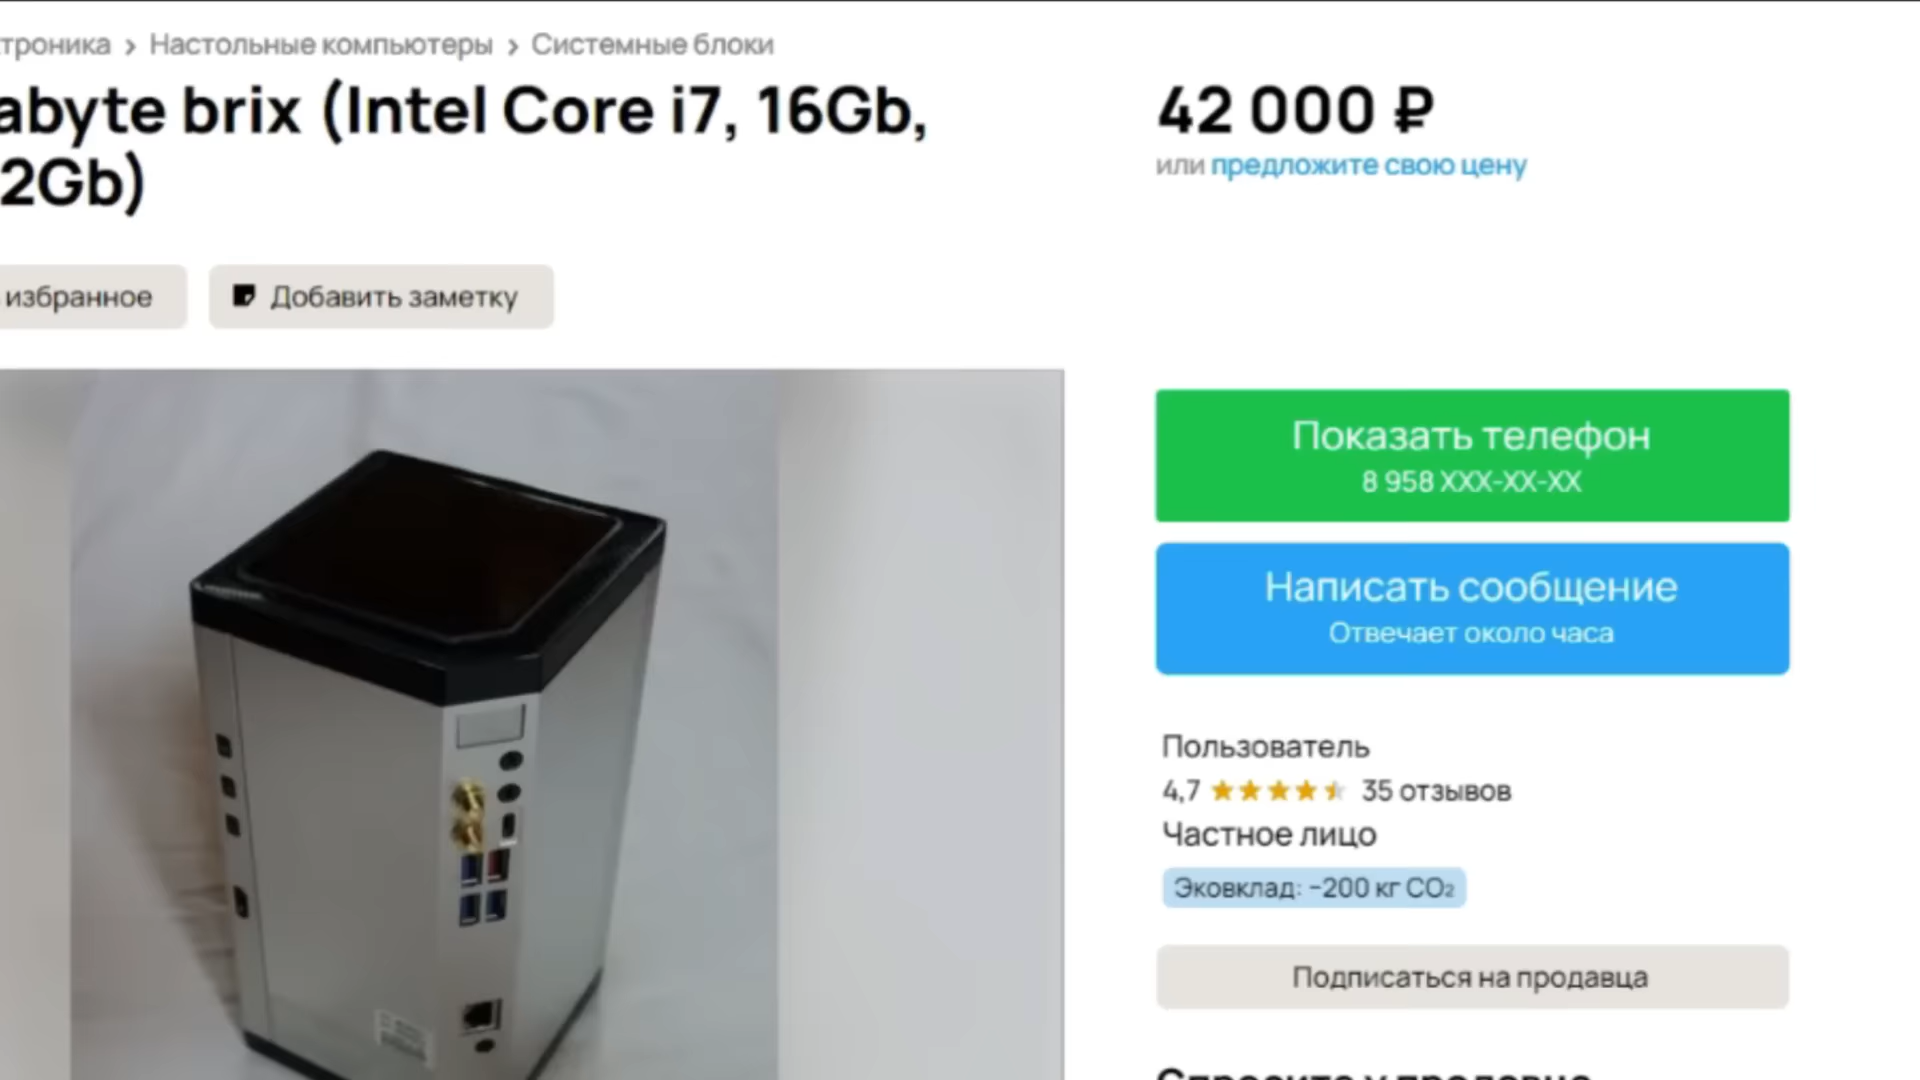 троника › Настольные компьютеры › Системные блоки
abyte brix (Intel Core i7, 16Gb,
2Gb)
42 000 ₽
или предложите свою цену
избранное
Добавить заметку
Показать телефон
8 958 XXX-XX-XX
Написать сообщение
Отвечает около часа
Пользователь
4,7 35 отзывов
Частное лицо
Эковклад: −200 кг CO₂
Подписаться на продавца
Спросите у продавца